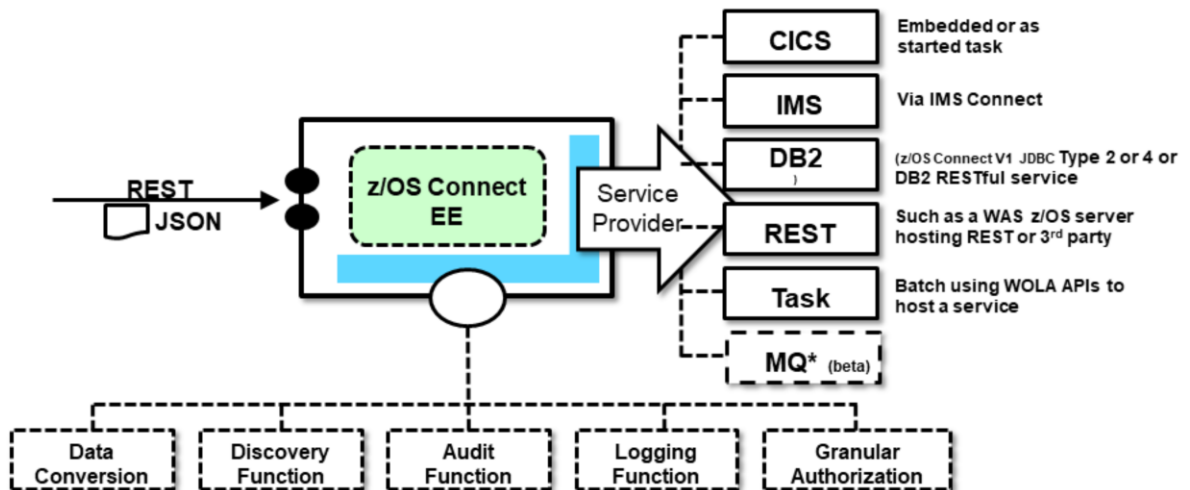 REST
JSON
z/OS Connect
EE
Service
Provider
CICS
Embedded or as
started task
IMS
Via IMS Connect
DB2
)
(z/OS Connect V1 JDBC Type 2 or 4 or
DB2 RESTful service
REST
Such as a WAS z/OS server
hosting REST or 3rd party
Task
Batch using WOLA APIs to
host a service
MQ* (beta)
Data
Conversion
Discovery
Function
Audit
Function
Logging
Function
Granular
Authorization